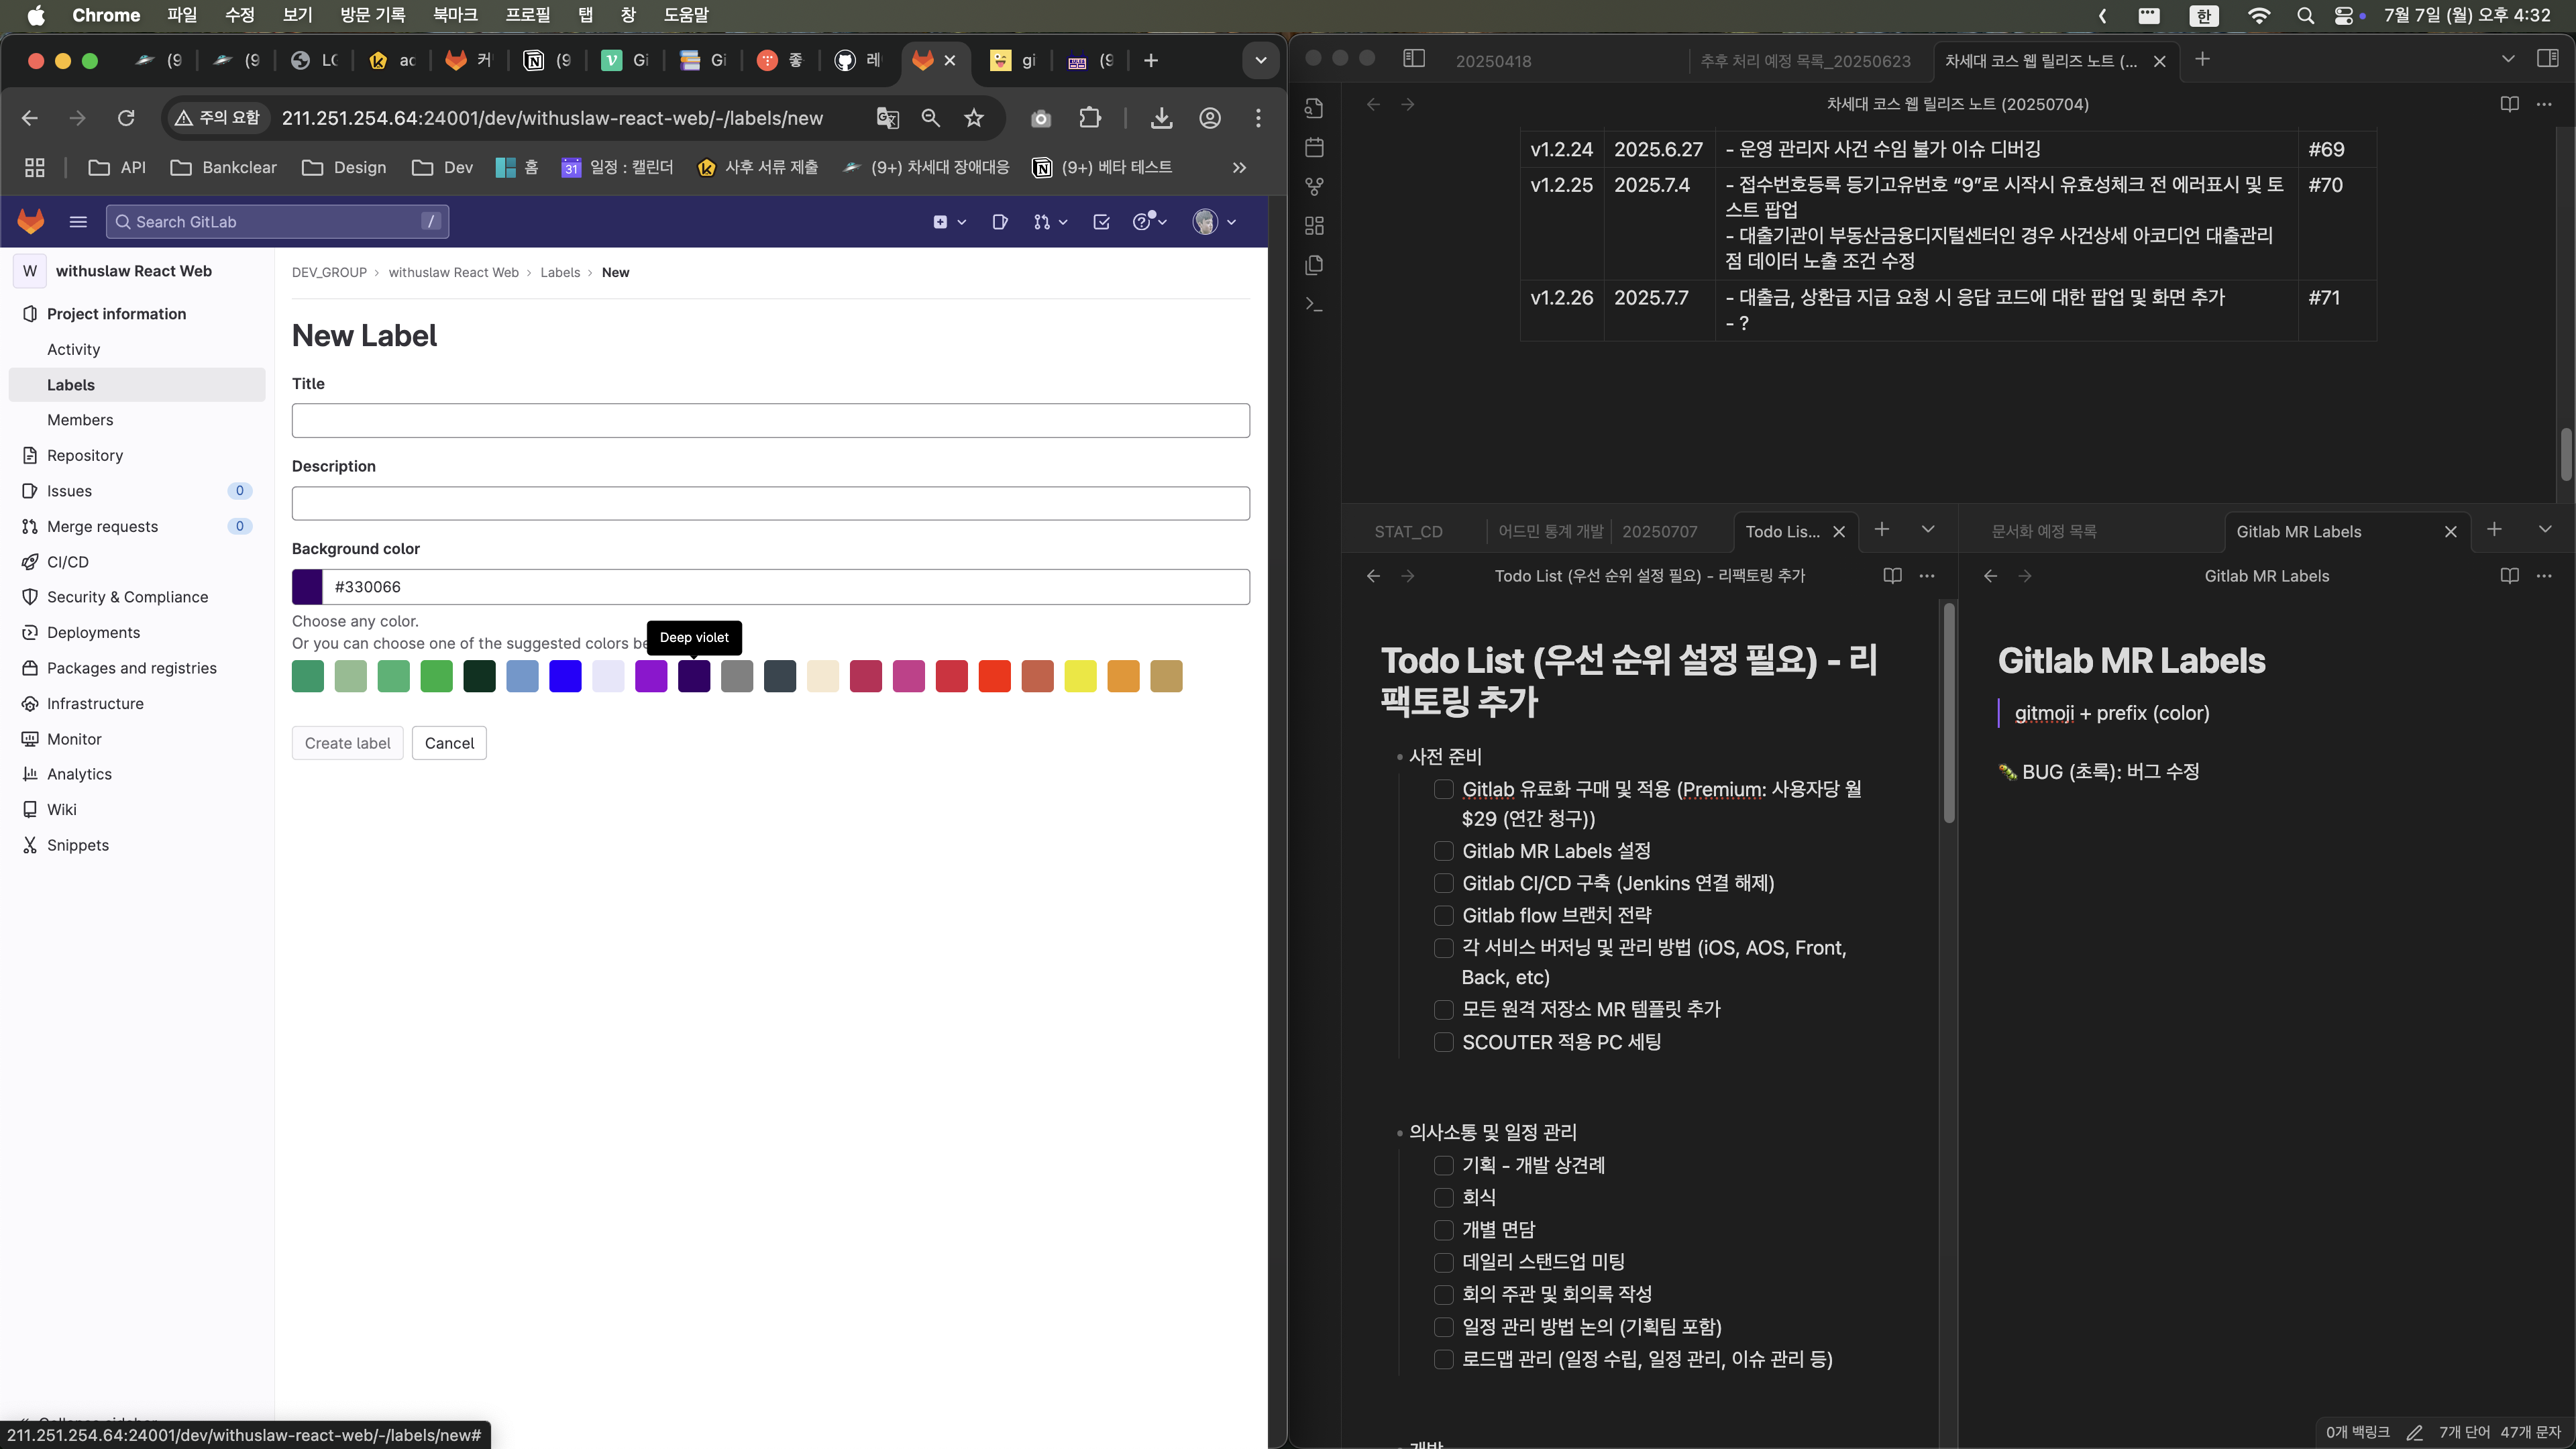 Chrome 파일 수정 보기 방문 기록 북마크 프로필 탭 창 도움말
한 7월 7일 (월) 오후 4:32
(9 (9 LC ac 커 (9 Gi Gi 좋 레 gi (9
주의 요함 211.251.254.64:24001/dev/withuslaw-react-web/-/labels/new
API Bankclear Design Dev 홈 31 일정 : 캘린더 사후 서류 제출 (9+) 차세대 장애대응 (9+) 베타 테스트
Search GitLab /
W withuslaw React Web
Project information
Activity
Labels
Members
Repository
Issues 0
Merge requests 0
CI/CD
Security & Compliance
Deployments
Packages and registries
Infrastructure
Monitor
Analytics
Wiki
Snippets
DEV_GROUP › withuslaw React Web › Labels › New
New Label
Title
Description
Background color
#330066
Choose any color.
Or you can choose one of the suggested colors be
Deep violet
Create label Cancel
211.251.254.64:24001/dev/withuslaw-react-web/-/labels/new#
20250418 추후 처리 예정 목록_20250623 차세대 코스 웹 릴리즈 노트 (...
차세대 코스 웹 릴리즈 노트 (20250704)
v1.2.24 2025.6.27 - 운영 관리자 사건 수임 불가 이슈 디버깅 #69
v1.2.25 2025.7.4 - 접수번호등록 등기고유번호 “9”로 시작시 유효성체크 전 에러표시 및 토 #70
스트 팝업
- 대출기관이 부동산금융디지털센터인 경우 사건상세 아코디언 대출관리
점 데이터 노출 조건 수정
v1.2.26 2025.7.7 - 대출금, 상환급 지급 요청 시 응답 코드에 대한 팝업 및 화면 추가 #71
- ?
STAT_CD 어드민 통계 개발 20250707 Todo Lis...
Todo List (우선 순위 설정 필요) - 리팩토링 추가
Todo List (우선 순위 설정 필요) - 리
팩토링 추가
사전 준비
Gitlab 유료화 구매 및 적용 (Premium: 사용자당 월
$29 (연간 청구))
Gitlab MR Labels 설정
Gitlab CI/CD 구축 (Jenkins 연결 해제)
Gitlab flow 브랜치 전략
각 서비스 버저닝 및 관리 방법 (iOS, AOS, Front,
Back, etc)
모든 원격 저장소 MR 템플릿 추가
SCOUTER 적용 PC 세팅
의사소통 및 일정 관리
기획 - 개발 상견례
회식
개별 면담
데일리 스탠드업 미팅
회의 주관 및 회의록 작성
일정 관리 방법 논의 (기획팀 포함)
로드맵 관리 (일정 수립, 일정 관리, 이슈 관리 등)
문서화 예정 목록 Gitlab MR Labels
Gitlab MR Labels
Gitlab MR Labels
gitmoji + prefix (color)
🐛 BUG (초록): 버그 수정
0개 백링크 7개 단어 47개 문자